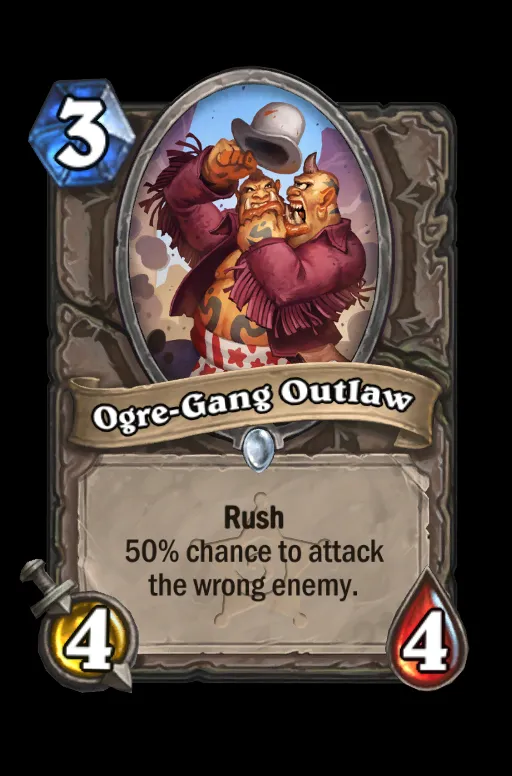 3
Ogre-Gang Outlaw
Rush
50% chance to attack
the wrong enemy.
4
4